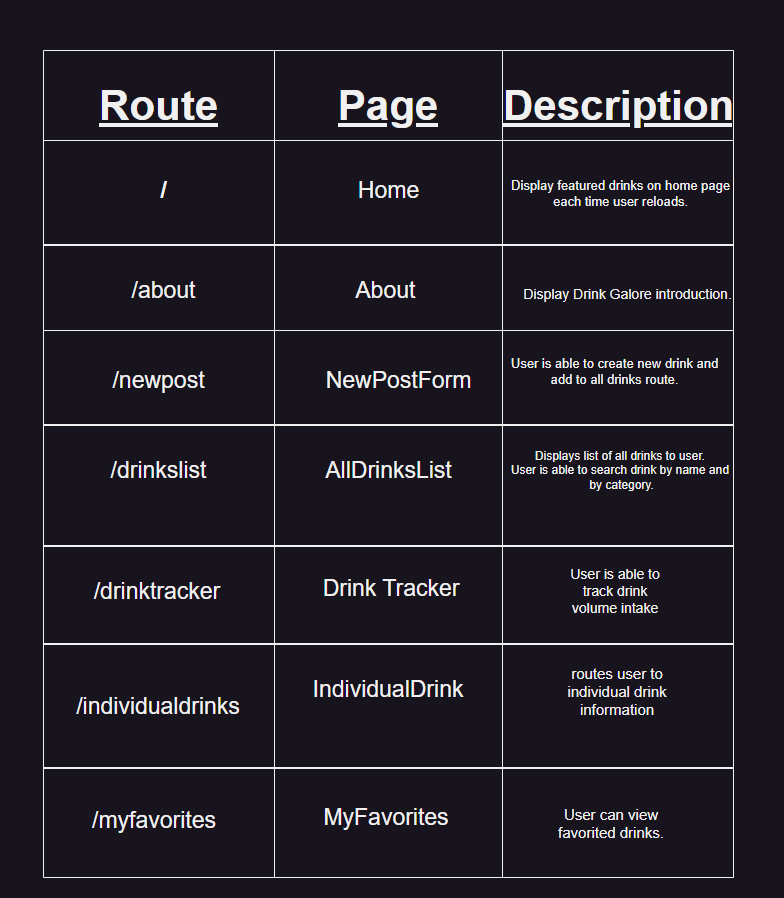 Route Page Description
/ Home Display featured drinks on home page
each time user reloads.
/about About Display Drink Galore introduction.
/newpost NewPostForm User is able to create new drink and
add to all drinks route.
/drinkslist AllDrinksList Displays list of all drinks to user.
User is able to search drink by name and
by category.
/drinktracker Drink Tracker User is able to
track drink
volume intake
/individualdrinks IndividualDrink routes user to
individual drink
information
/myfavorites MyFavorites User can view
favorited drinks.